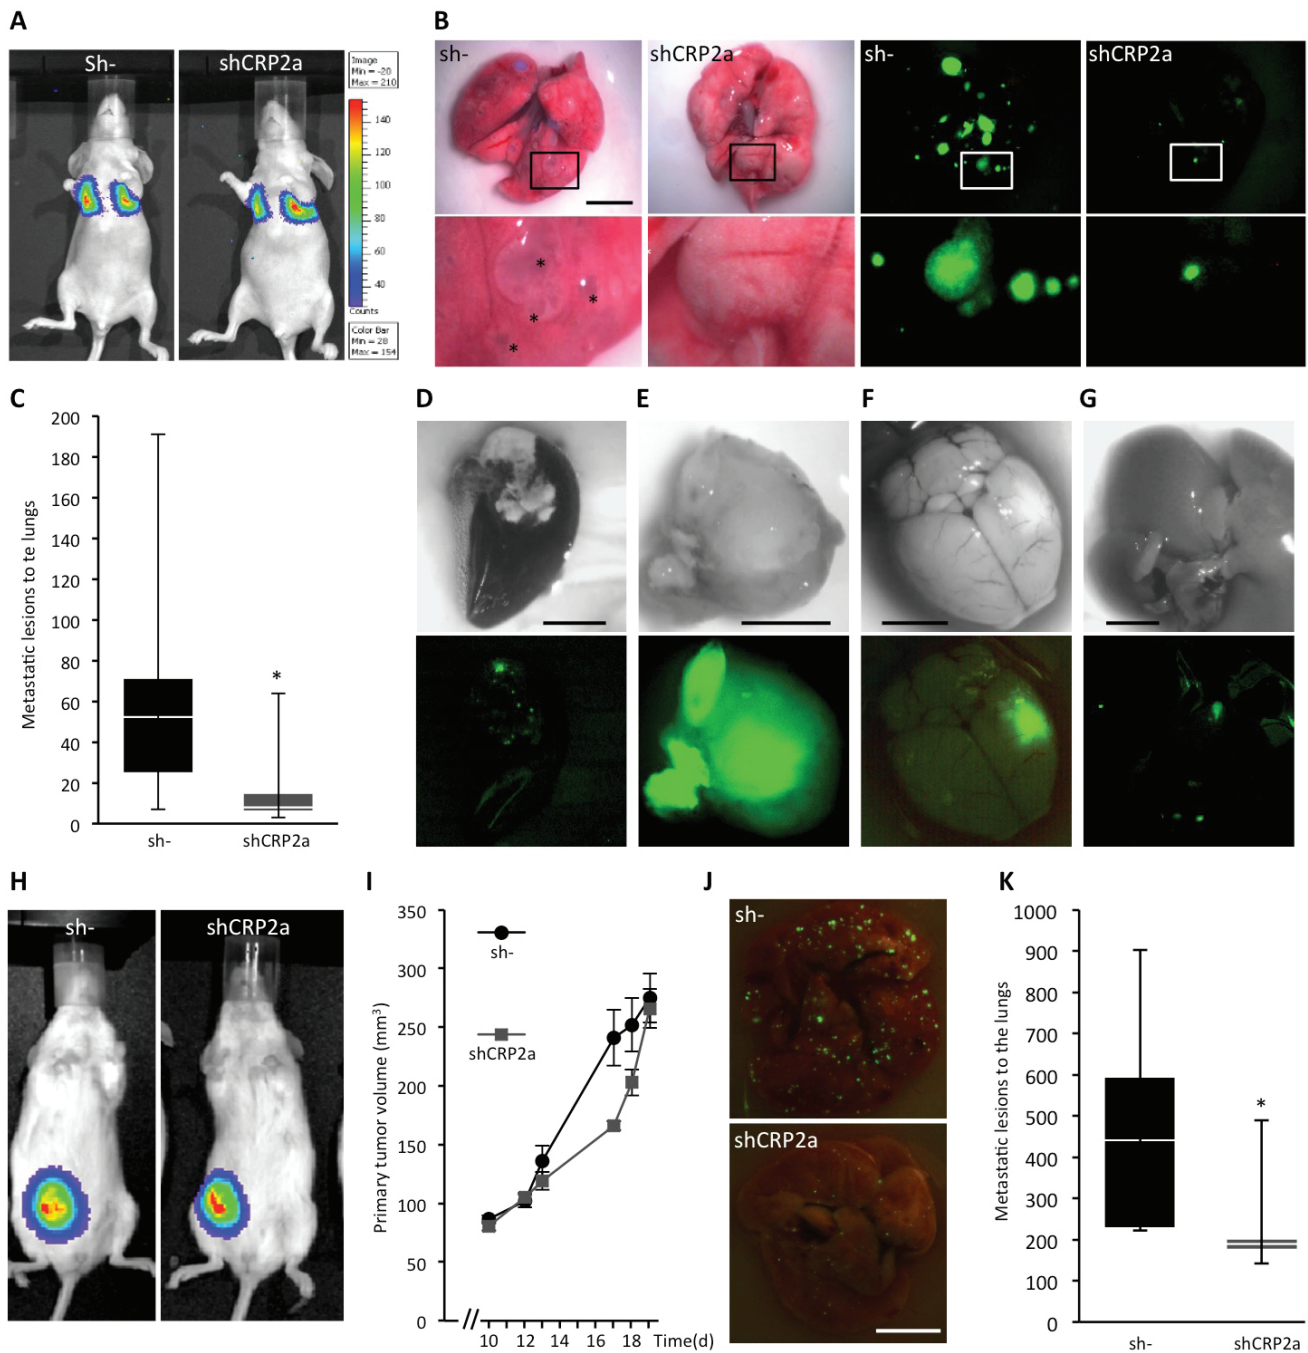 A
Sh-
shCRP2a
Image
Min = -20
Max = 210
140
120
100
80
60
40
Counts
Color Bar
Min = 28
Max = 154
B
sh-
shCRP2a
sh-
shCRP2a
*
*
*
*
C
Metastatic lesions to te lungs
200
180
160
140
120
100
80
60
40
20
0
*
sh-
shCRP2a
D
E
F
G
H
sh-
shCRP2a
I
Primary tumor volume (mm³)
350
300
250
200
150
100
50
0
sh-
shCRP2a
10 12 14 16 18 Time(d)
J
sh-
shCRP2a
K
Metastatic lesions to the lungs
1000
900
800
700
600
500
400
300
200
100
0
*
sh-
shCRP2a